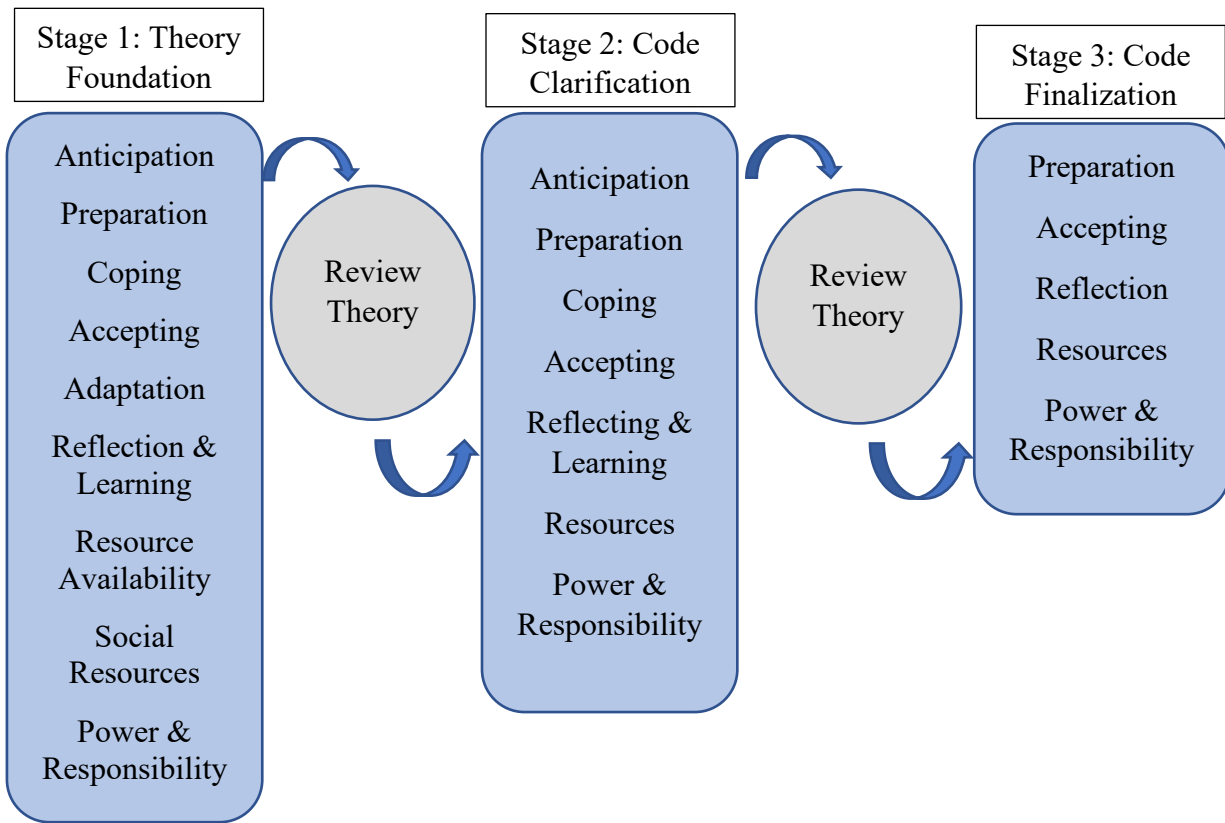 Stage 1: Theory
Foundation
Anticipation
Preparation
Coping
Accepting
Adaptation
Reflection &
Learning
Resource
Availability
Social
Resources
Power &
Responsibility
Review
Theory
Stage 2: Code
Clarification
Anticipation
Preparation
Coping
Accepting
Reflecting &
Learning
Resources
Power &
Responsibility
Review
Theory
Stage 3: Code
Finalization
Preparation
Accepting
Reflection
Resources
Power &
Responsibility